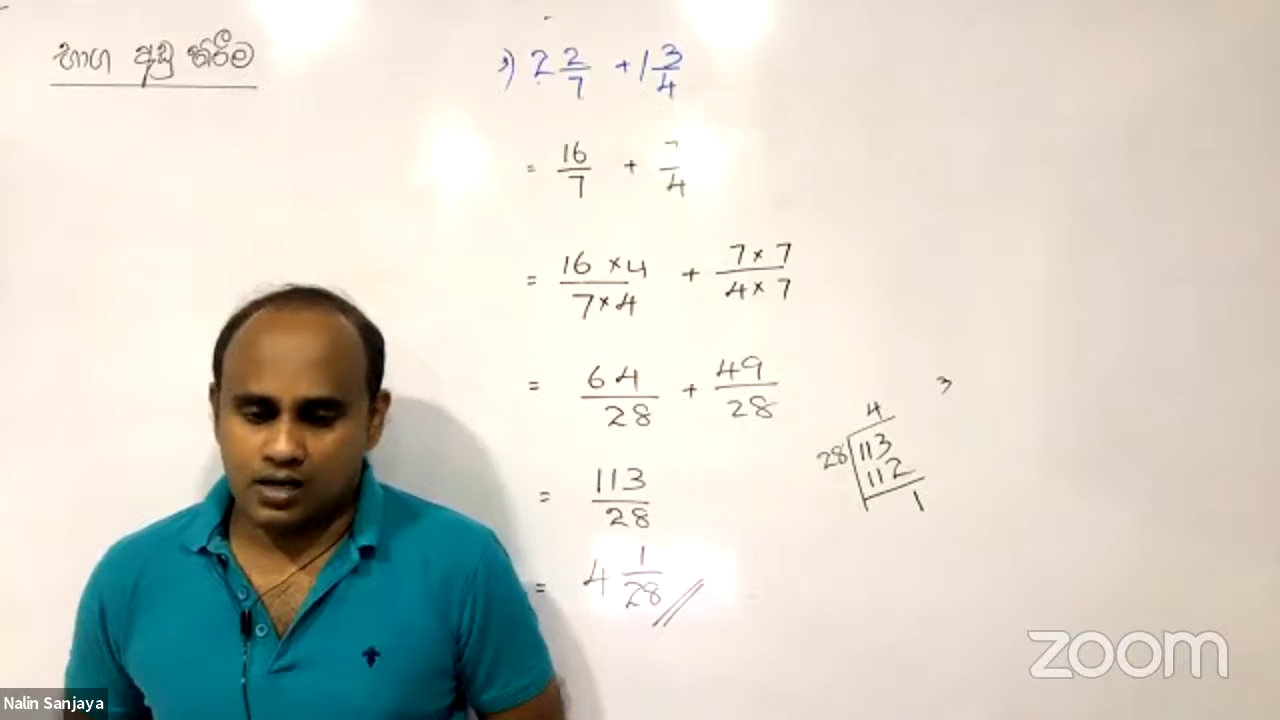 භාග අඩු කිරීම
2 2/7 + 1 3/4
= 16/7 + 7/4
= 16 × 4 / 7 × 4 + 7 × 7 / 4 × 7
= 64/28 + 49/28
= 113/28
= 4 1/28
4
28 113
112
1
3
zoom
Nalin Sanjaya